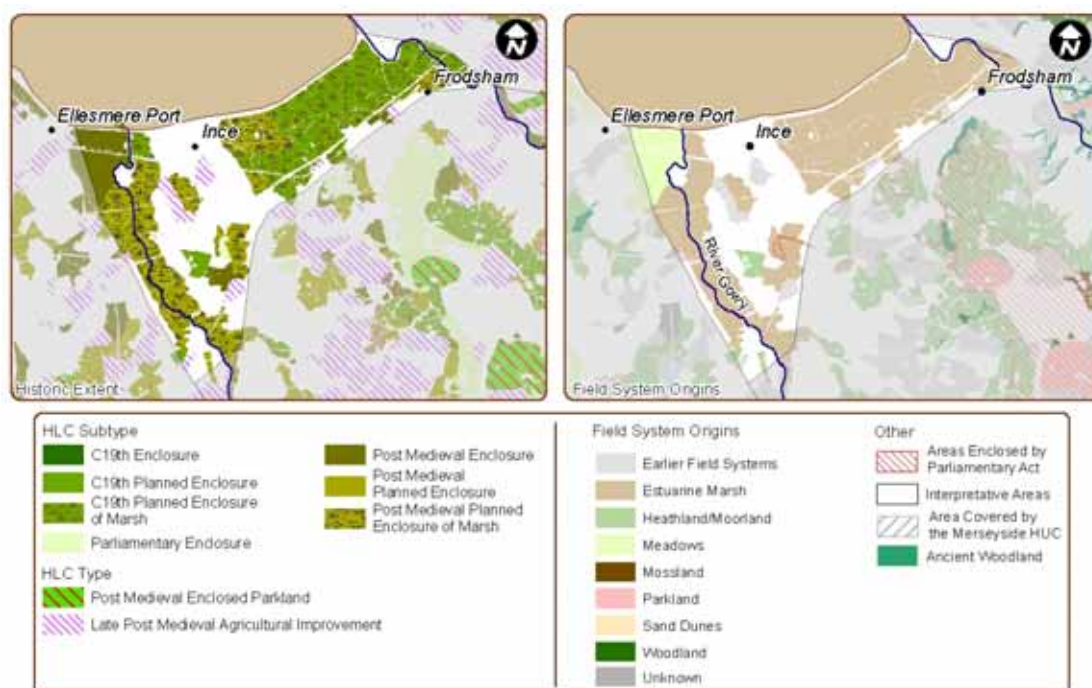 N
Ellesmere Port
Ince
Frodsham
Historic Extent
N
Ellesmere Port
Ince
Frodsham
River Gowy
Field System Origins
HLC Subtype
C19th Enclosure
C19th Planned Enclosure
C19th Planned Enclosure
of Marsh
Parliamentary Enclosure
Post Medieval Enclosure
Post Medieval
Planned Enclosure
Post Medieval Planned
Enclosure of Marsh
HLC Type
Post Medieval Enclosed Parkland
Late Post Medieval Agricultural Improvement
Field System Origins
Earlier Field Systems
Estuarine Marsh
Heathland/Moorland
Meadows
Mossland
Parkland
Sand Dunes
Woodland
Unknown
Other
Areas Enclosed by
Parliamentary Act
Interpretative Areas
Area Covered by
the Merseyside HUC
Ancient Woodland